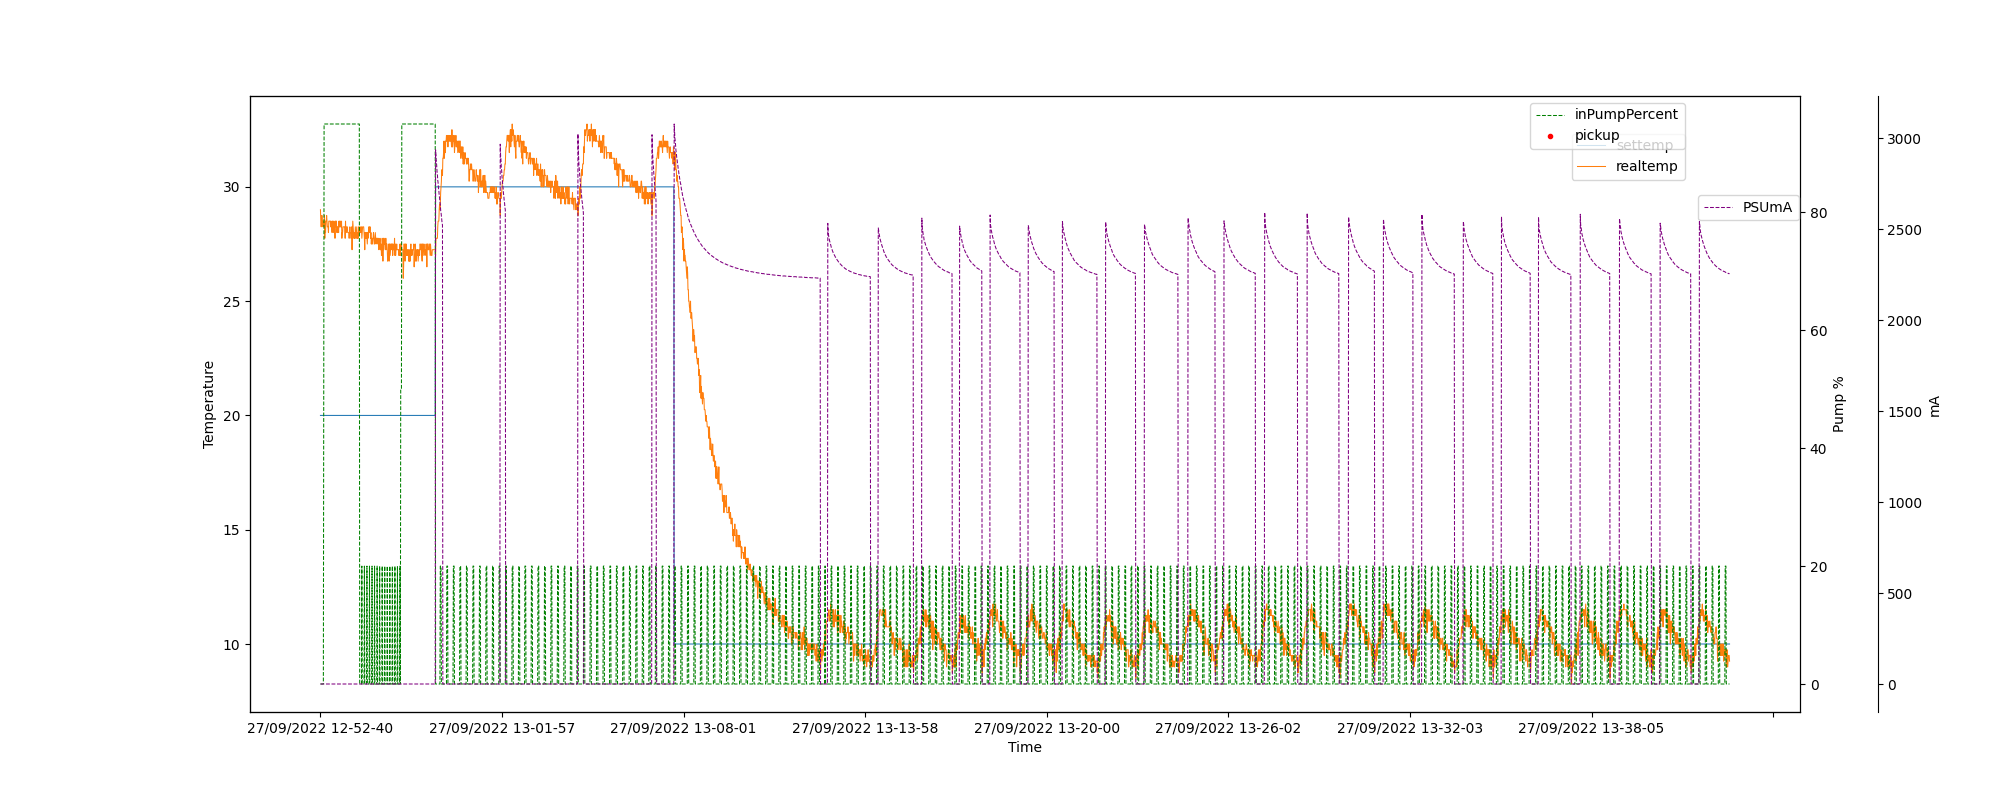 inPumpPercent
pickup
settemp
realtemp
PSUmA
30
25
20
15
10
Temperature
80
60
40
20
0
Pump %
3000
2500
2000
1500
1000
500
0
mA
27/09/2022 12-52-40
27/09/2022 13-01-57
27/09/2022 13-08-01
27/09/2022 13-13-58
27/09/2022 13-20-00
27/09/2022 13-26-02
27/09/2022 13-32-03
27/09/2022 13-38-05
Time